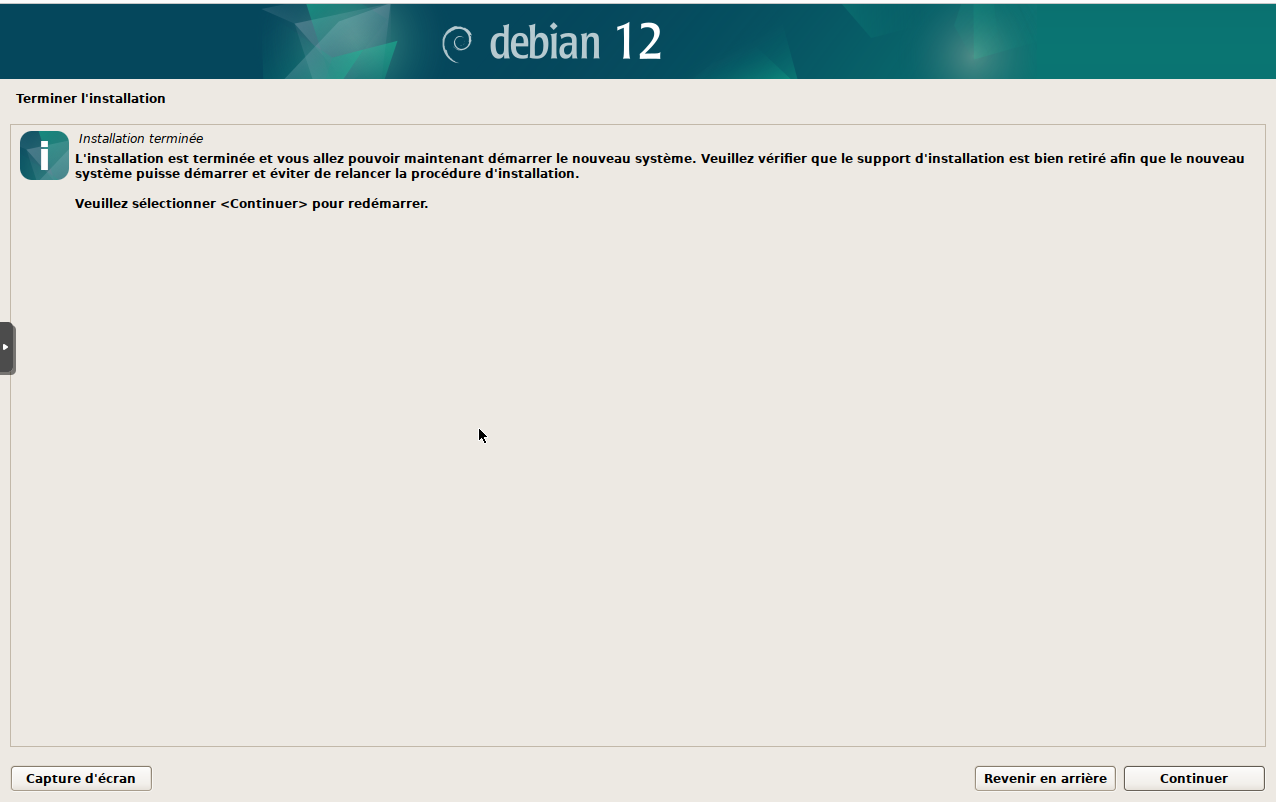 debian 12
Terminer l'installation
Installation terminée
L'installation est terminée et vous allez pouvoir maintenant démarrer le nouveau système. Veuillez vérifier que le support d'installation est bien retiré afin que le nouveau
système puisse démarrer et éviter de relancer la procédure d'installation.
Veuillez sélectionner <Continuer> pour redémarrer.
Capture d'écran
Revenir en arrière
Continuer